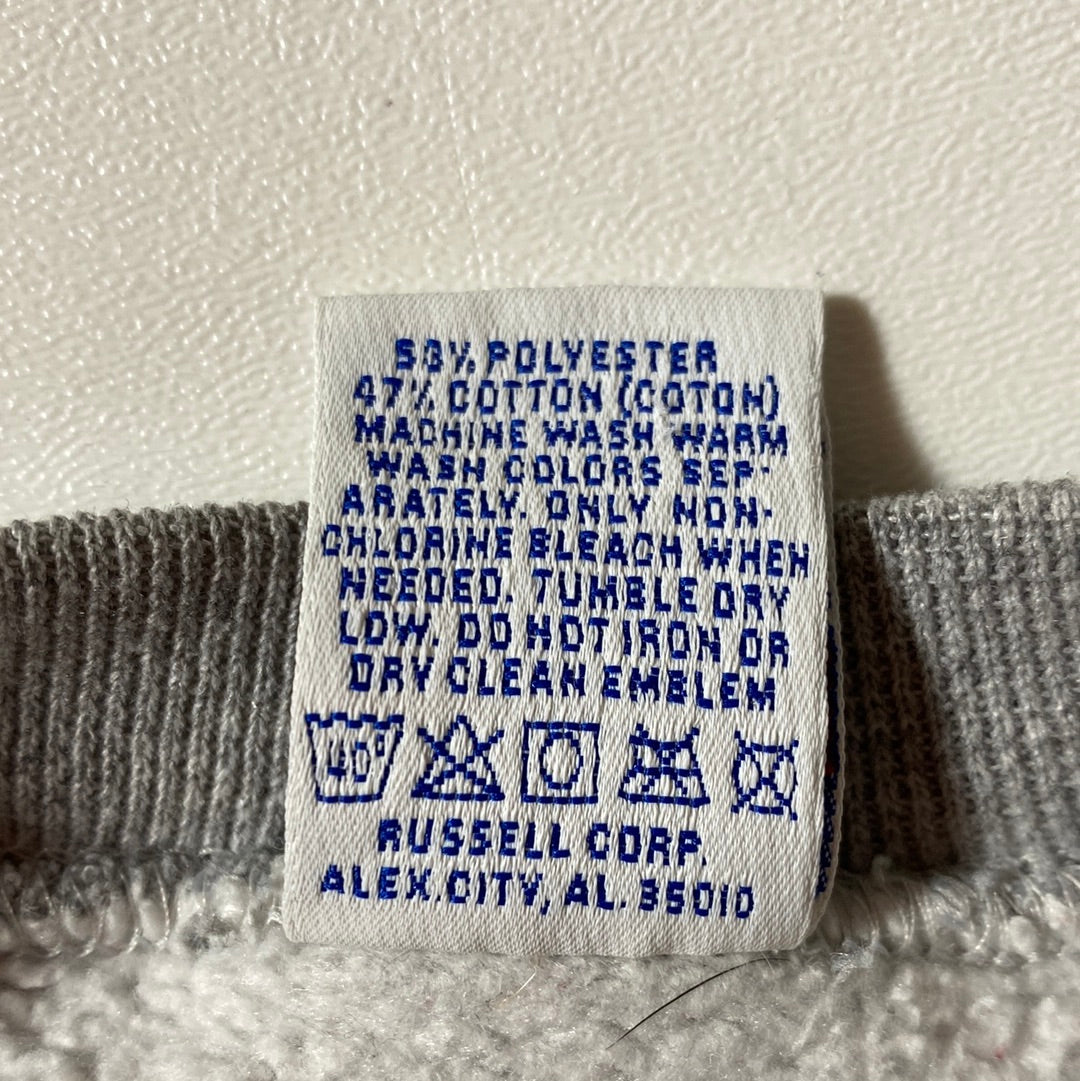 53% POLYESTER
47% COTTON (COTON)
MACHINE WASH WARM
WASH COLORS SEP-
ARATELY. ONLY NON-
CHLORINE BLEACH WHEN
NEEDED. TUMBLE DRY
LOW. DO NOT IRON OR
DRY CLEAN EMBLEM
40°
RUSSELL CORP.
ALEX.CITY, AL. 35010